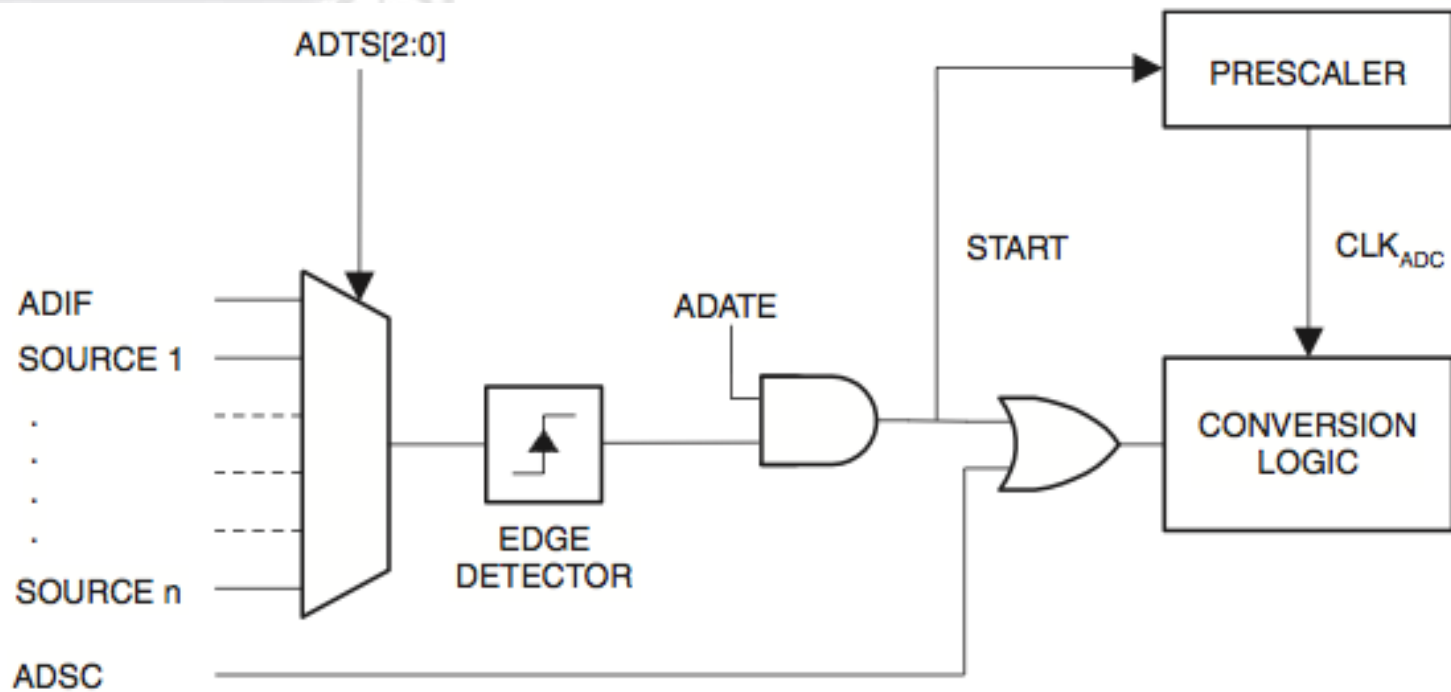 ADTS[2:0]
PRESCALER
START
CLKADC
ADIF
ADATE
SOURCE 1
.
.
.
.
CONVERSION
LOGIC
EDGE
DETECTOR
SOURCE n
ADSC